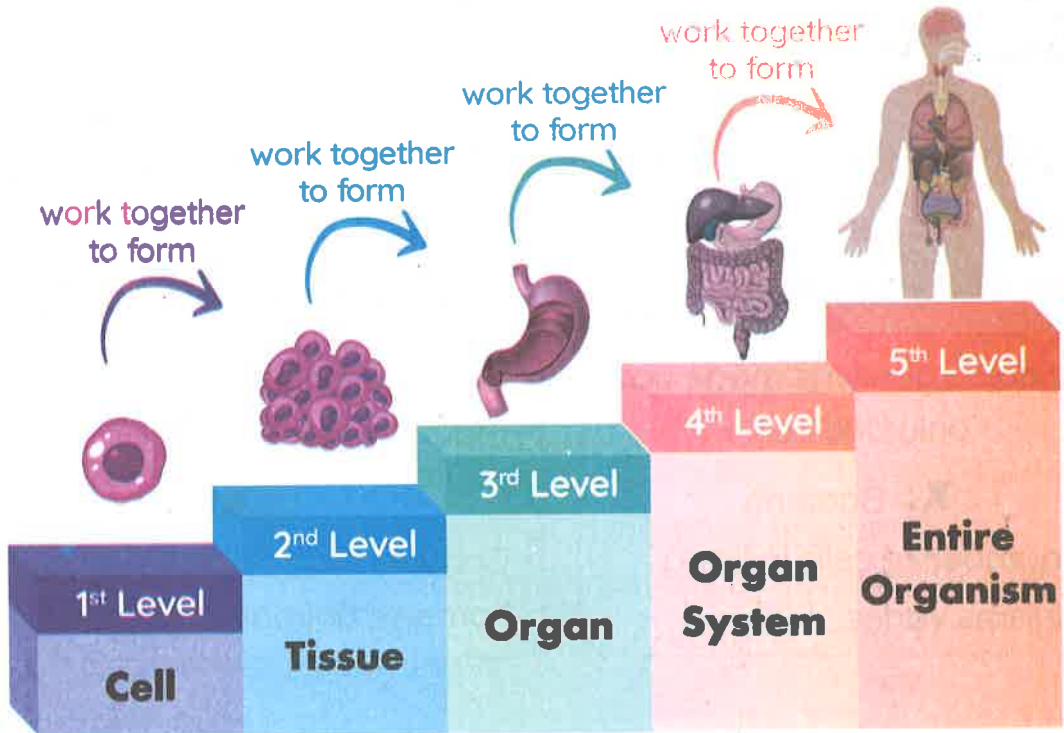 work together
to form
work together
to form
work together
to form
work together
to form
1st Level
Cell
2nd Level
Tissue
3rd Level
Organ
4th Level
Organ
System
5th Level
Entire
Organism